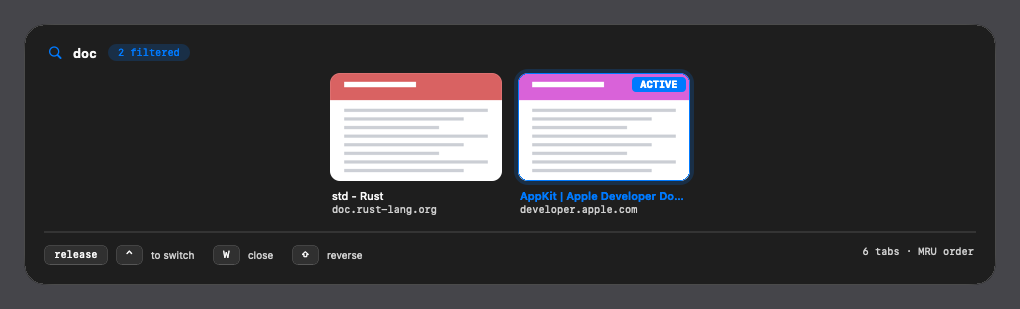 doc 2 filtered
ACTIVE
std - Rust
doc.rust-lang.org
AppKit | Apple Developer Do...
developer.apple.com
release ^ to switch W close ⇧ reverse
6 tabs · MRU order